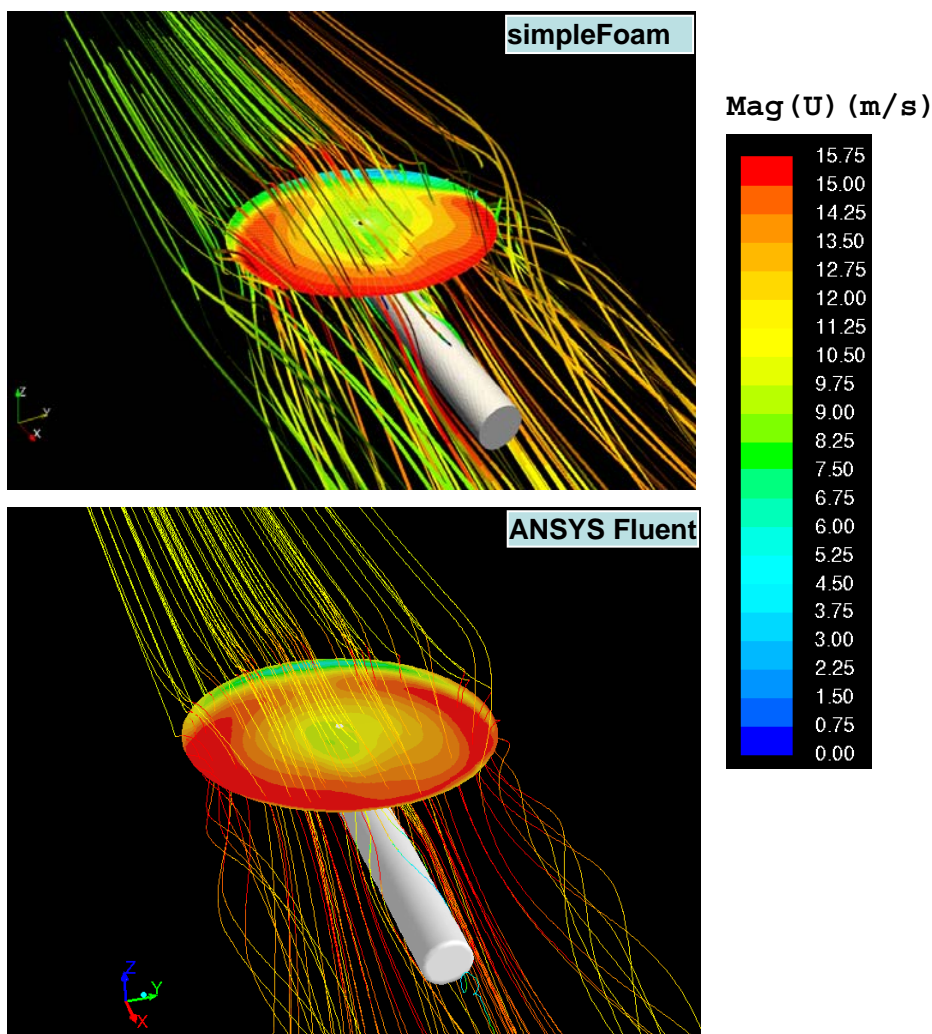 simpleFoam
Mag(U)(m/s)
15.75
15.00
14.25
13.50
12.75
12.00
11.25
10.50
9.75
9.00
8.25
7.50
6.75
6.00
5.25
4.50
3.75
3.00
2.25
1.50
0.75
0.00
Z
Y
X
ANSYS Fluent
Z
Y
X